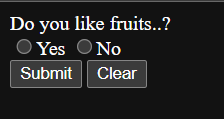 Do you like fruits..?
Yes No
Submit Clear